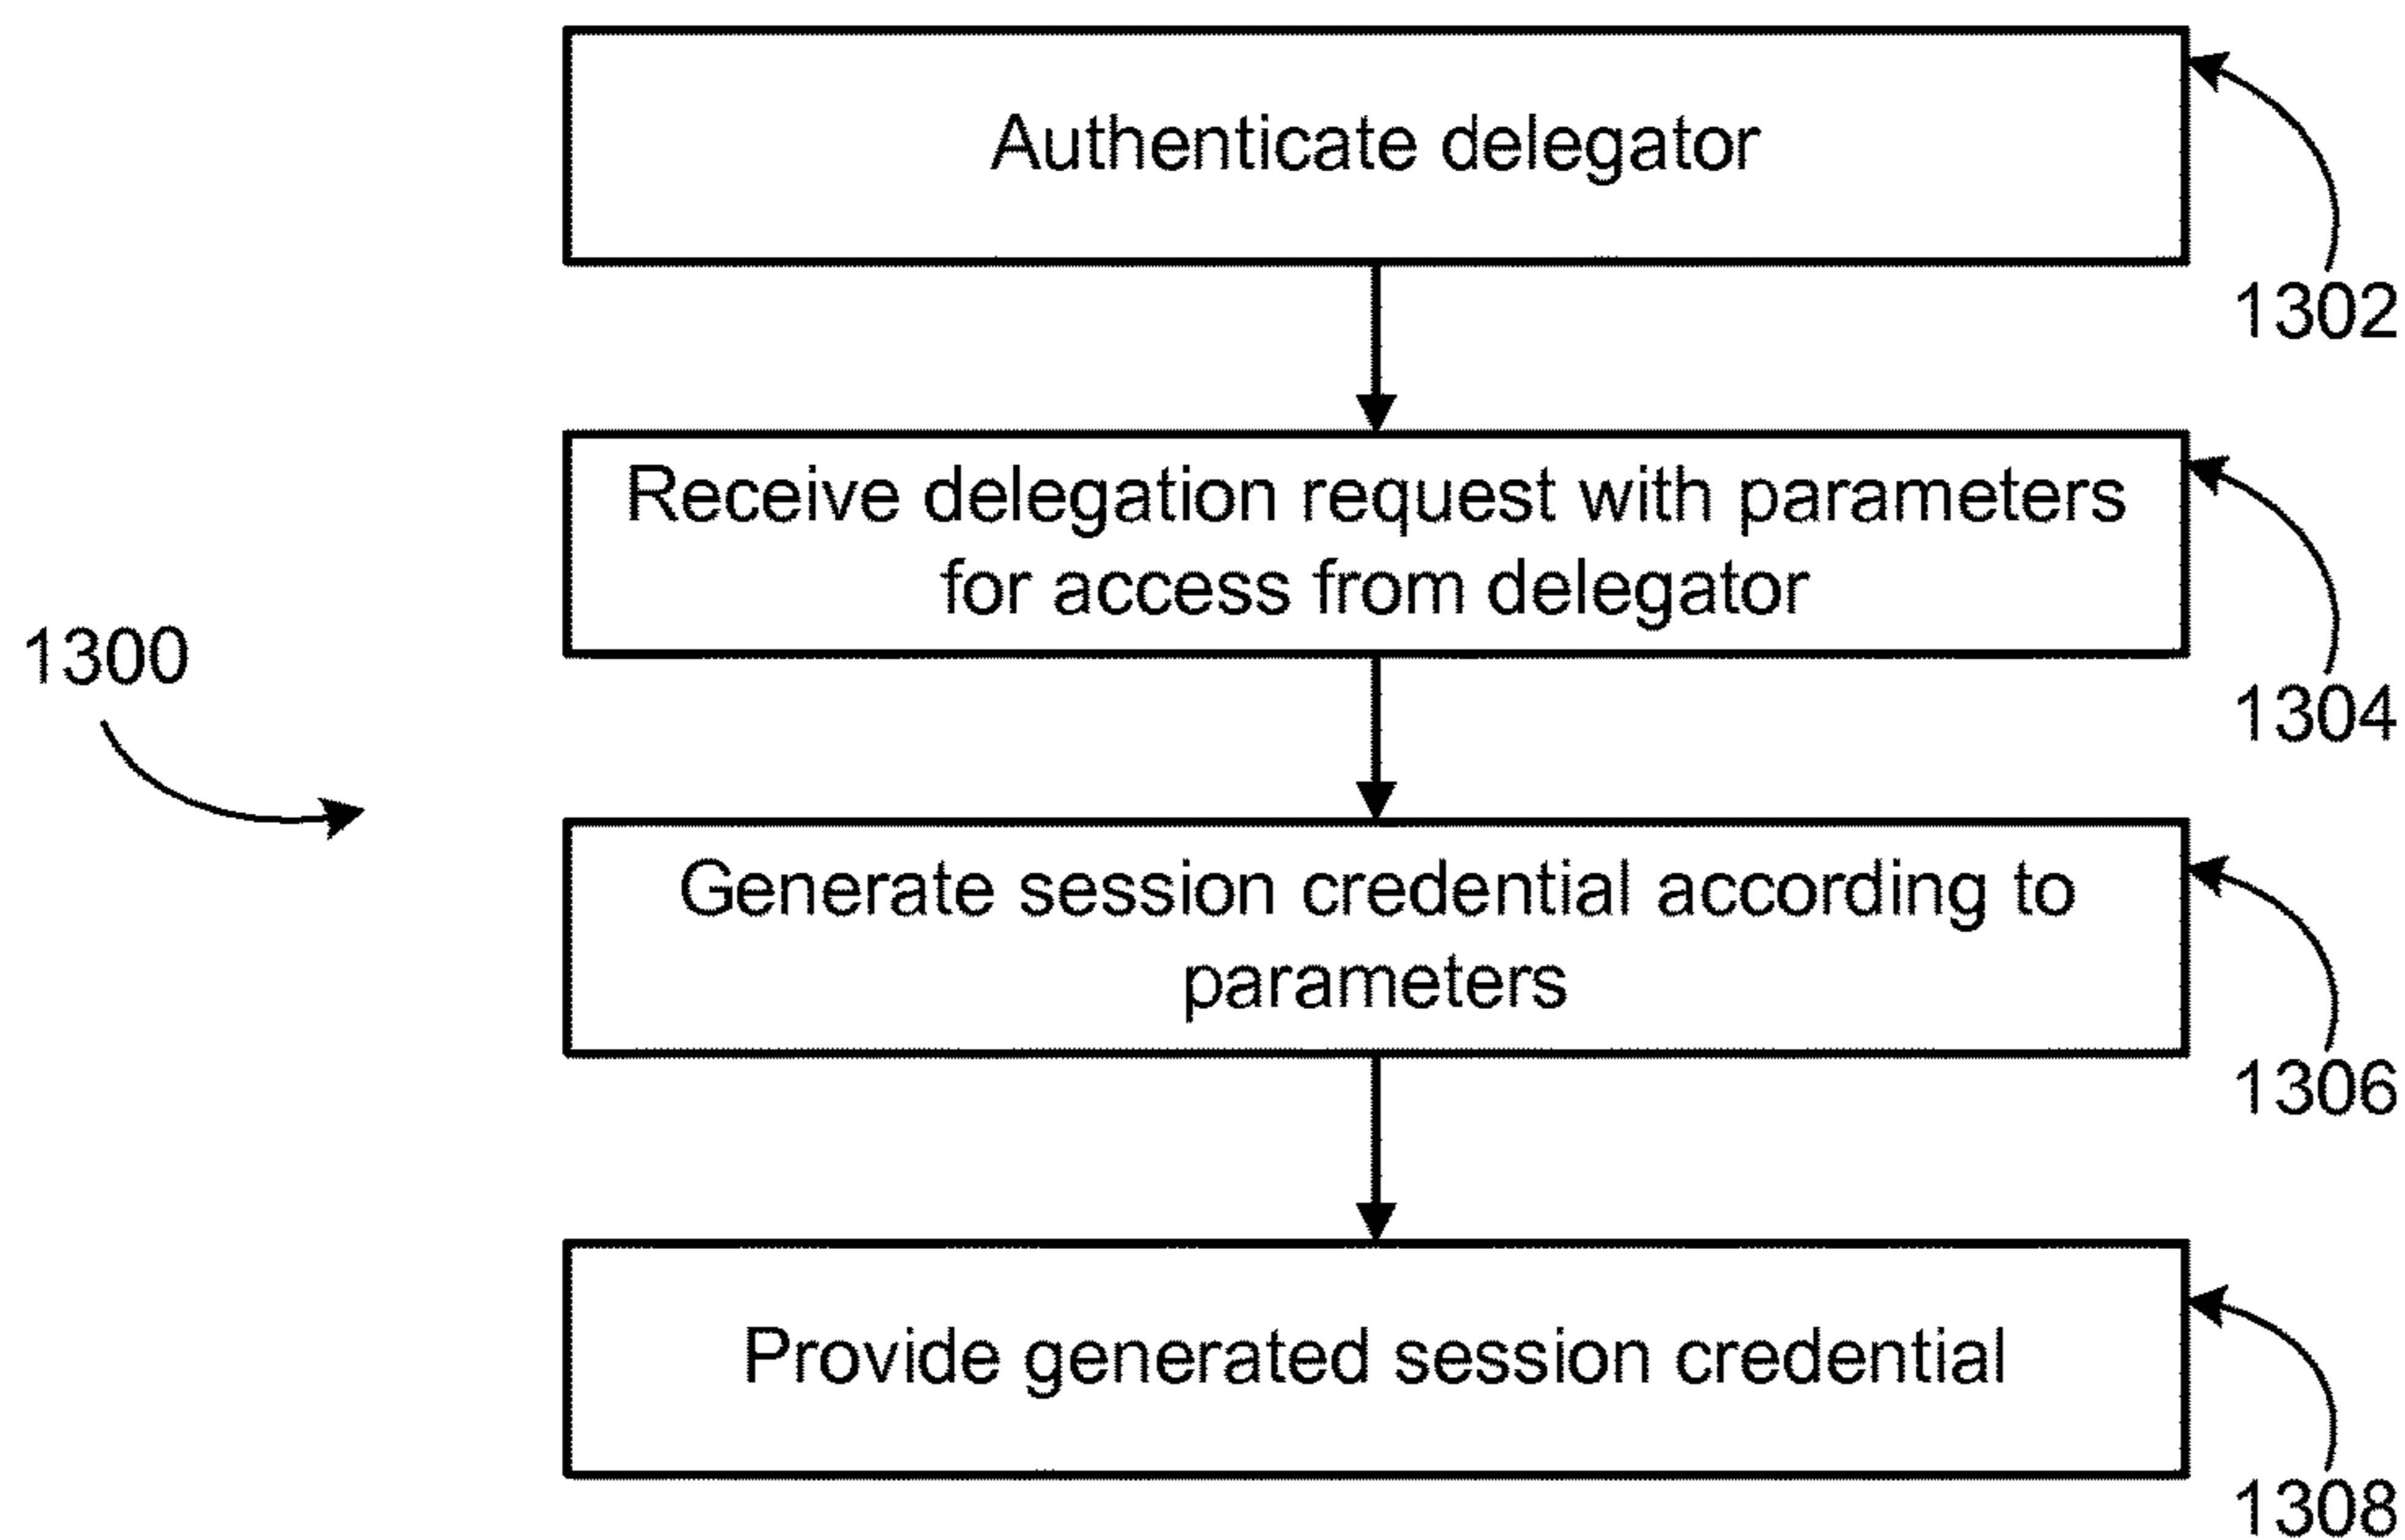 Authenticate delegator
1302
Receive delegation request with parameters
for access from delegator
1300
1304
Generate session credential according to
parameters
1306
Provide generated session credential
1308